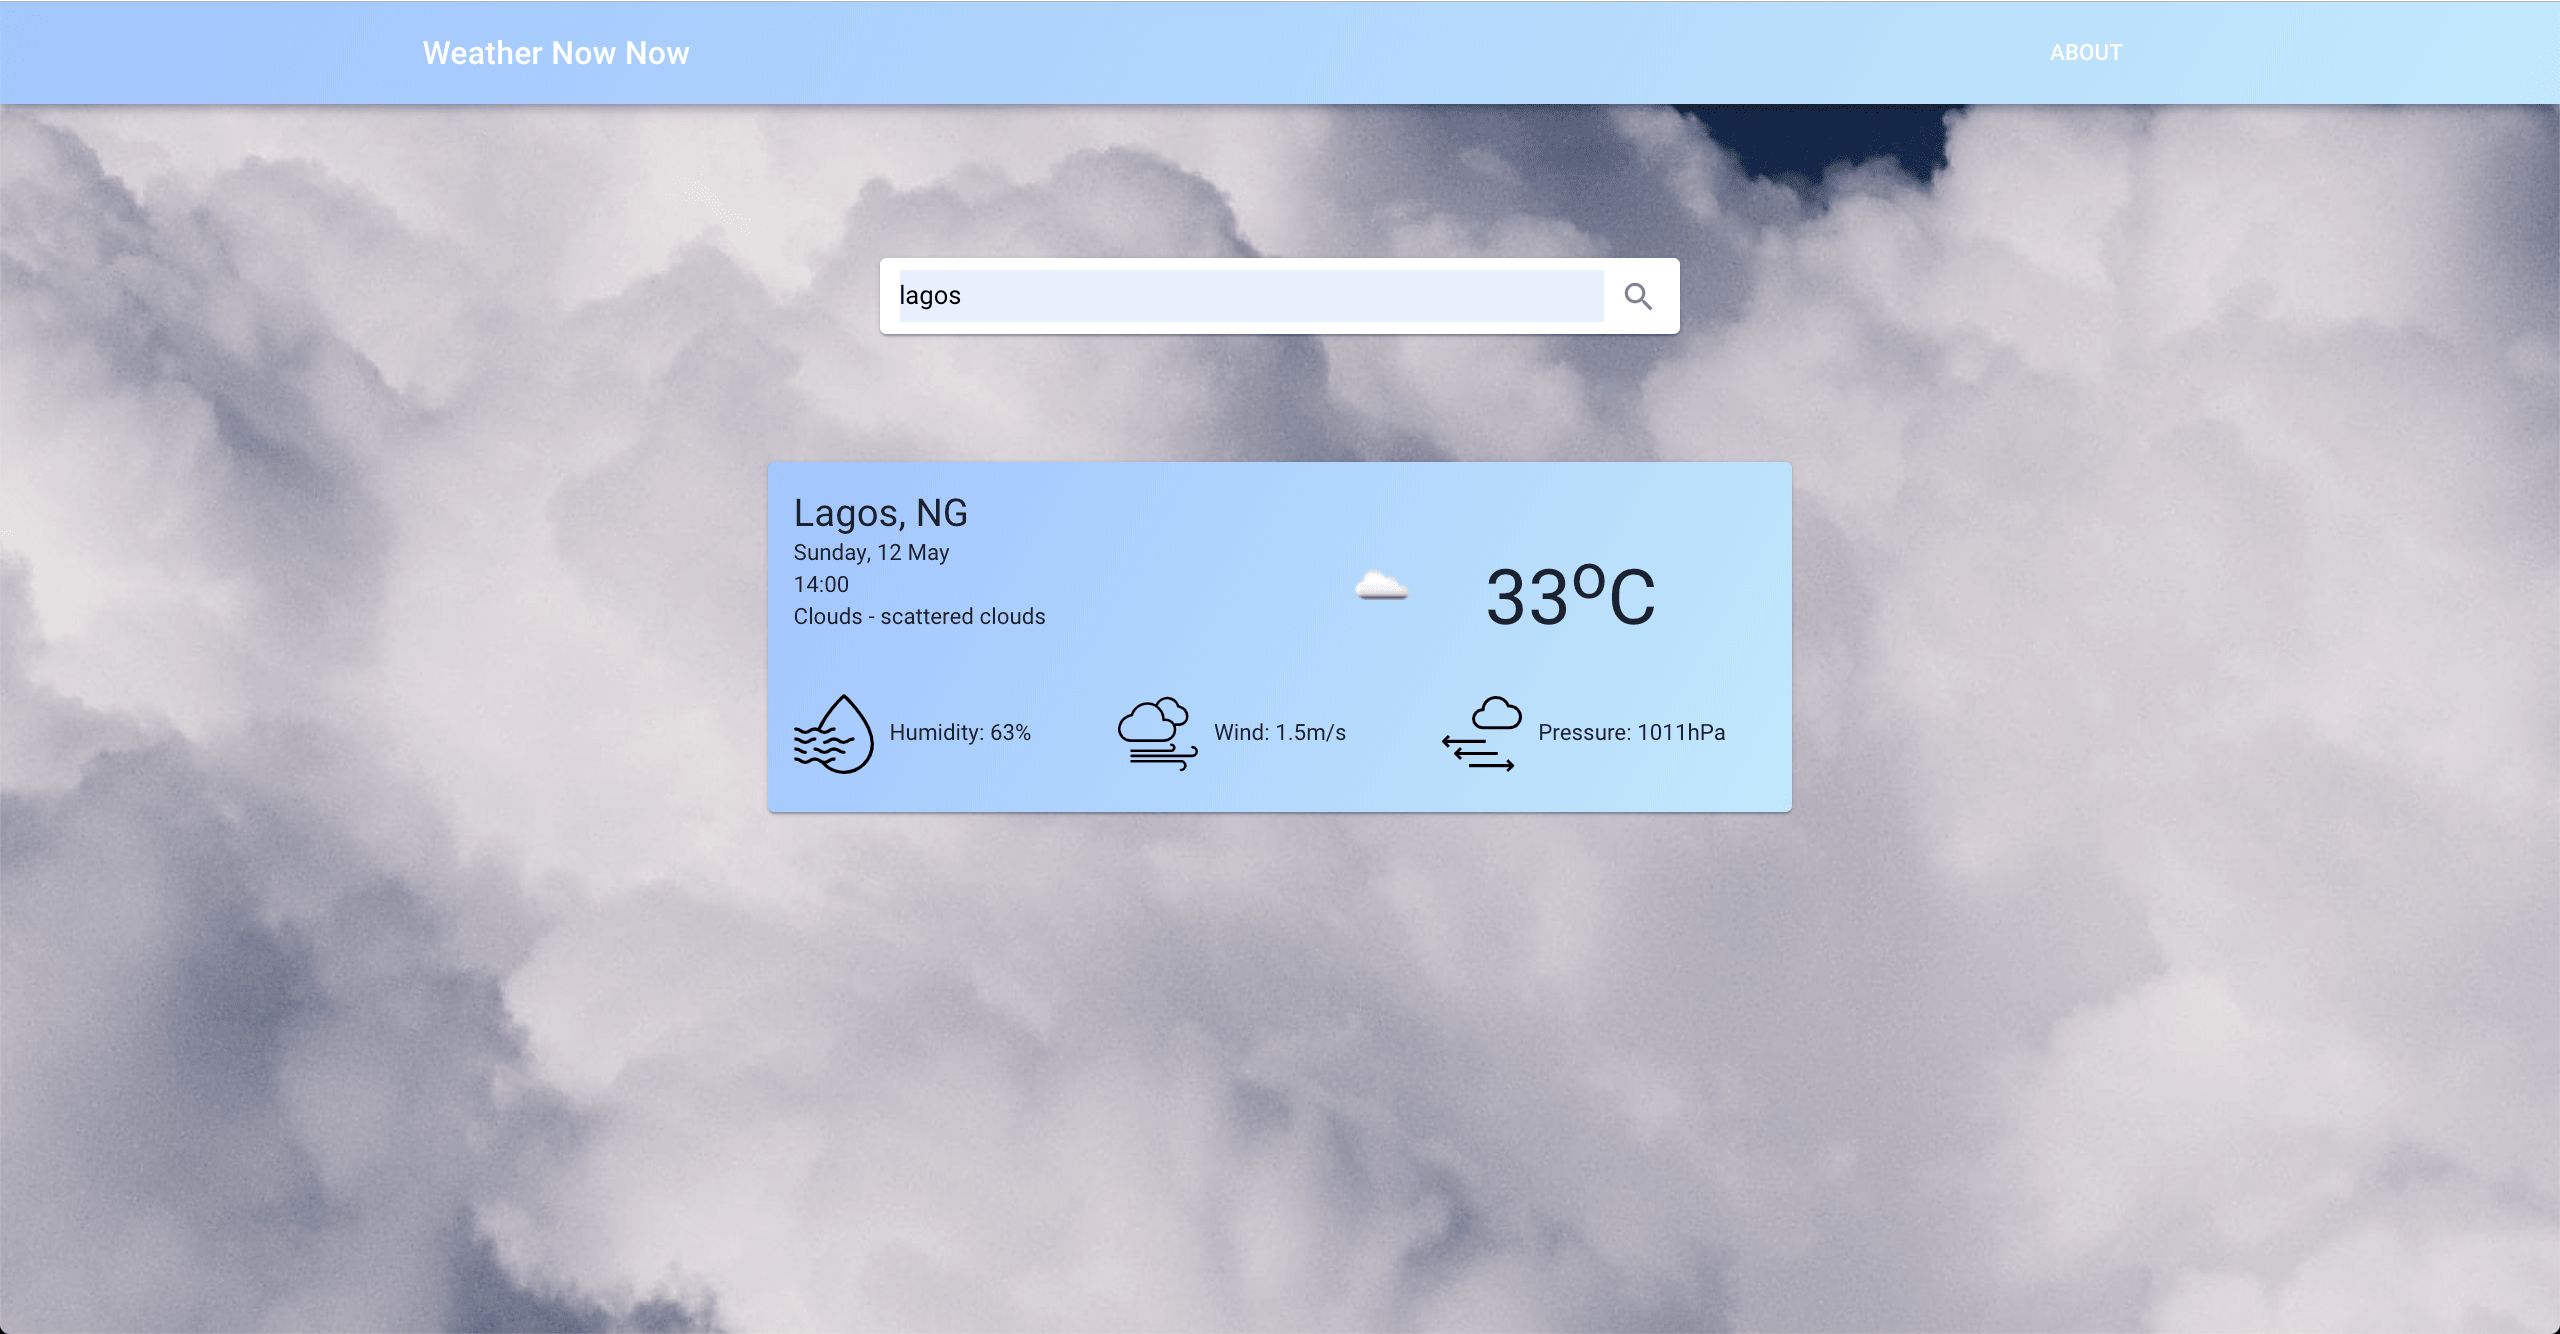 Weather Now Now
ABOUT
lagos
Lagos, NG
Sunday, 12 May
14:00
Clouds - scattered clouds
33ºC
Humidity: 63%
Wind: 1.5m/s
Pressure: 1011hPa